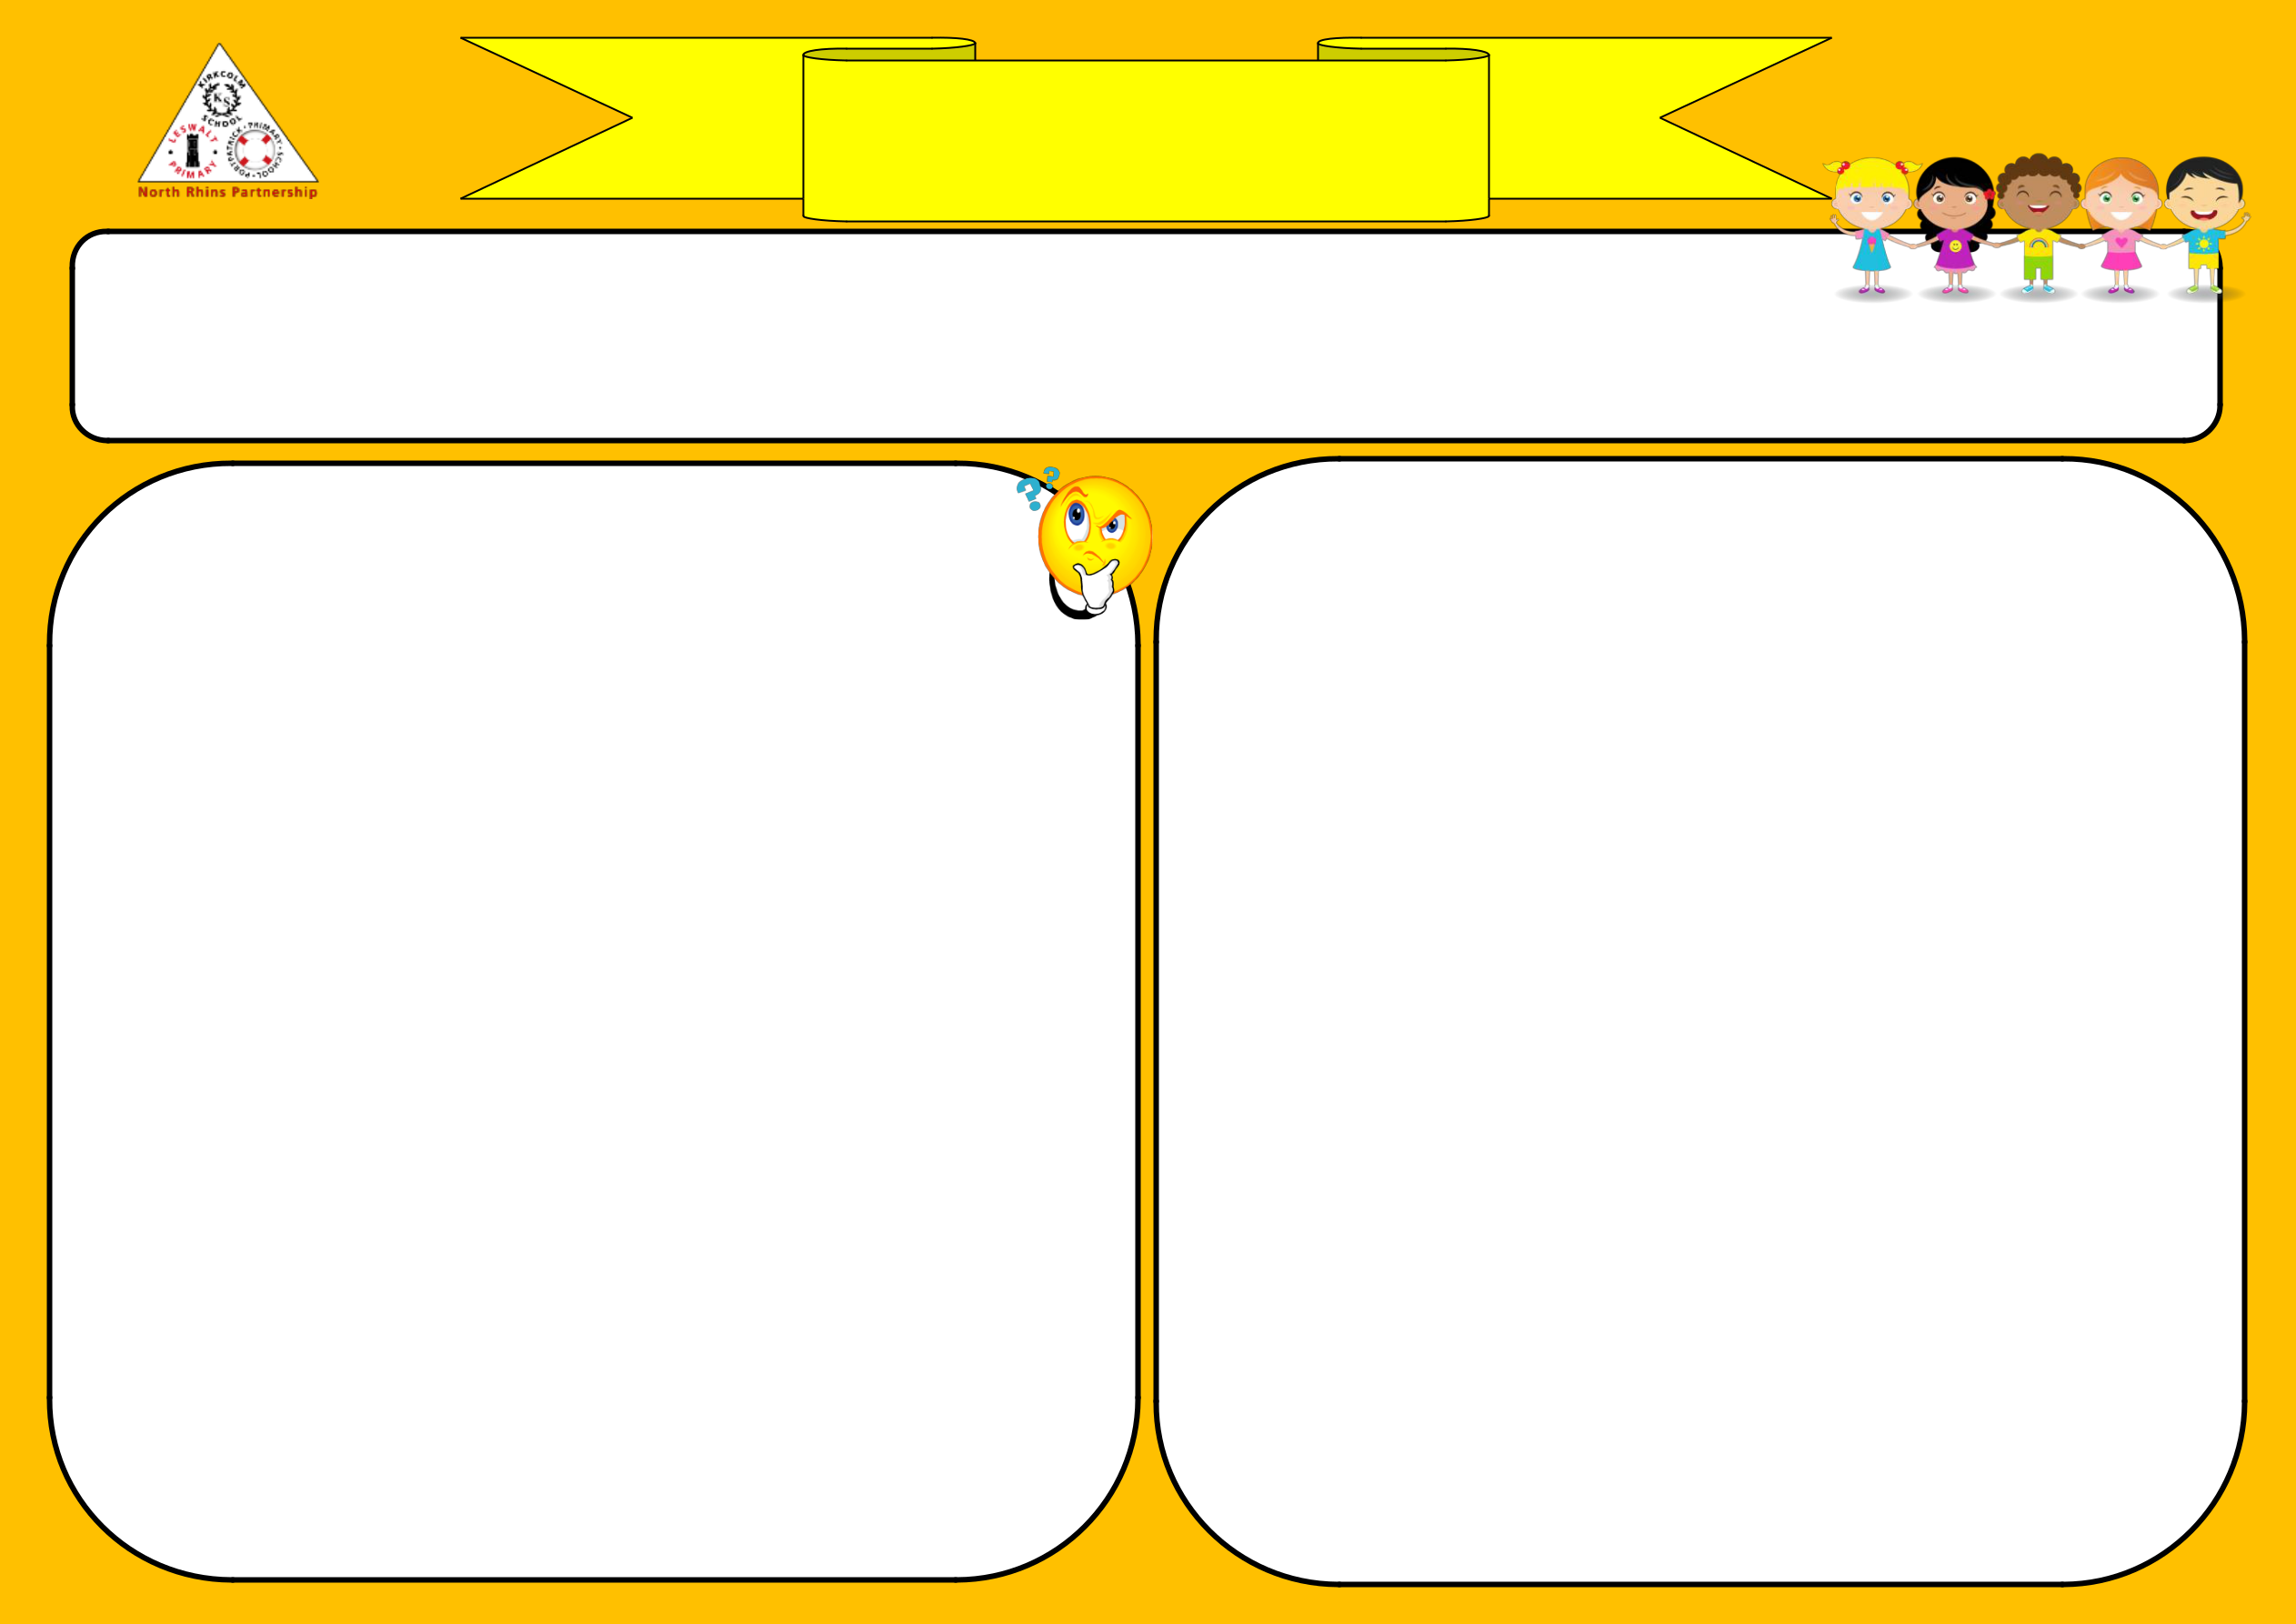 KIRKCOLM
KS
SCHOOL
LESWALT
PRIMARY
PORTPATRICK · PRIMARY · SCHOOL ·
North Rhins Partnership
? ?